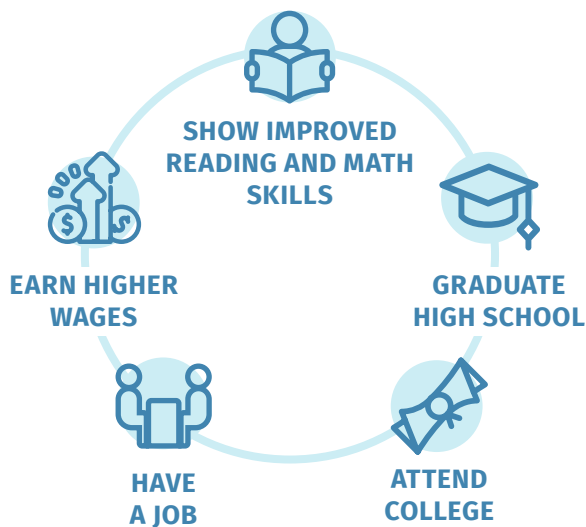 SHOW IMPROVED
READING AND MATH
SKILLS
GRADUATE
HIGH SCHOOL
ATTEND
COLLEGE
HAVE
A JOB
EARN HIGHER
WAGES
$
$